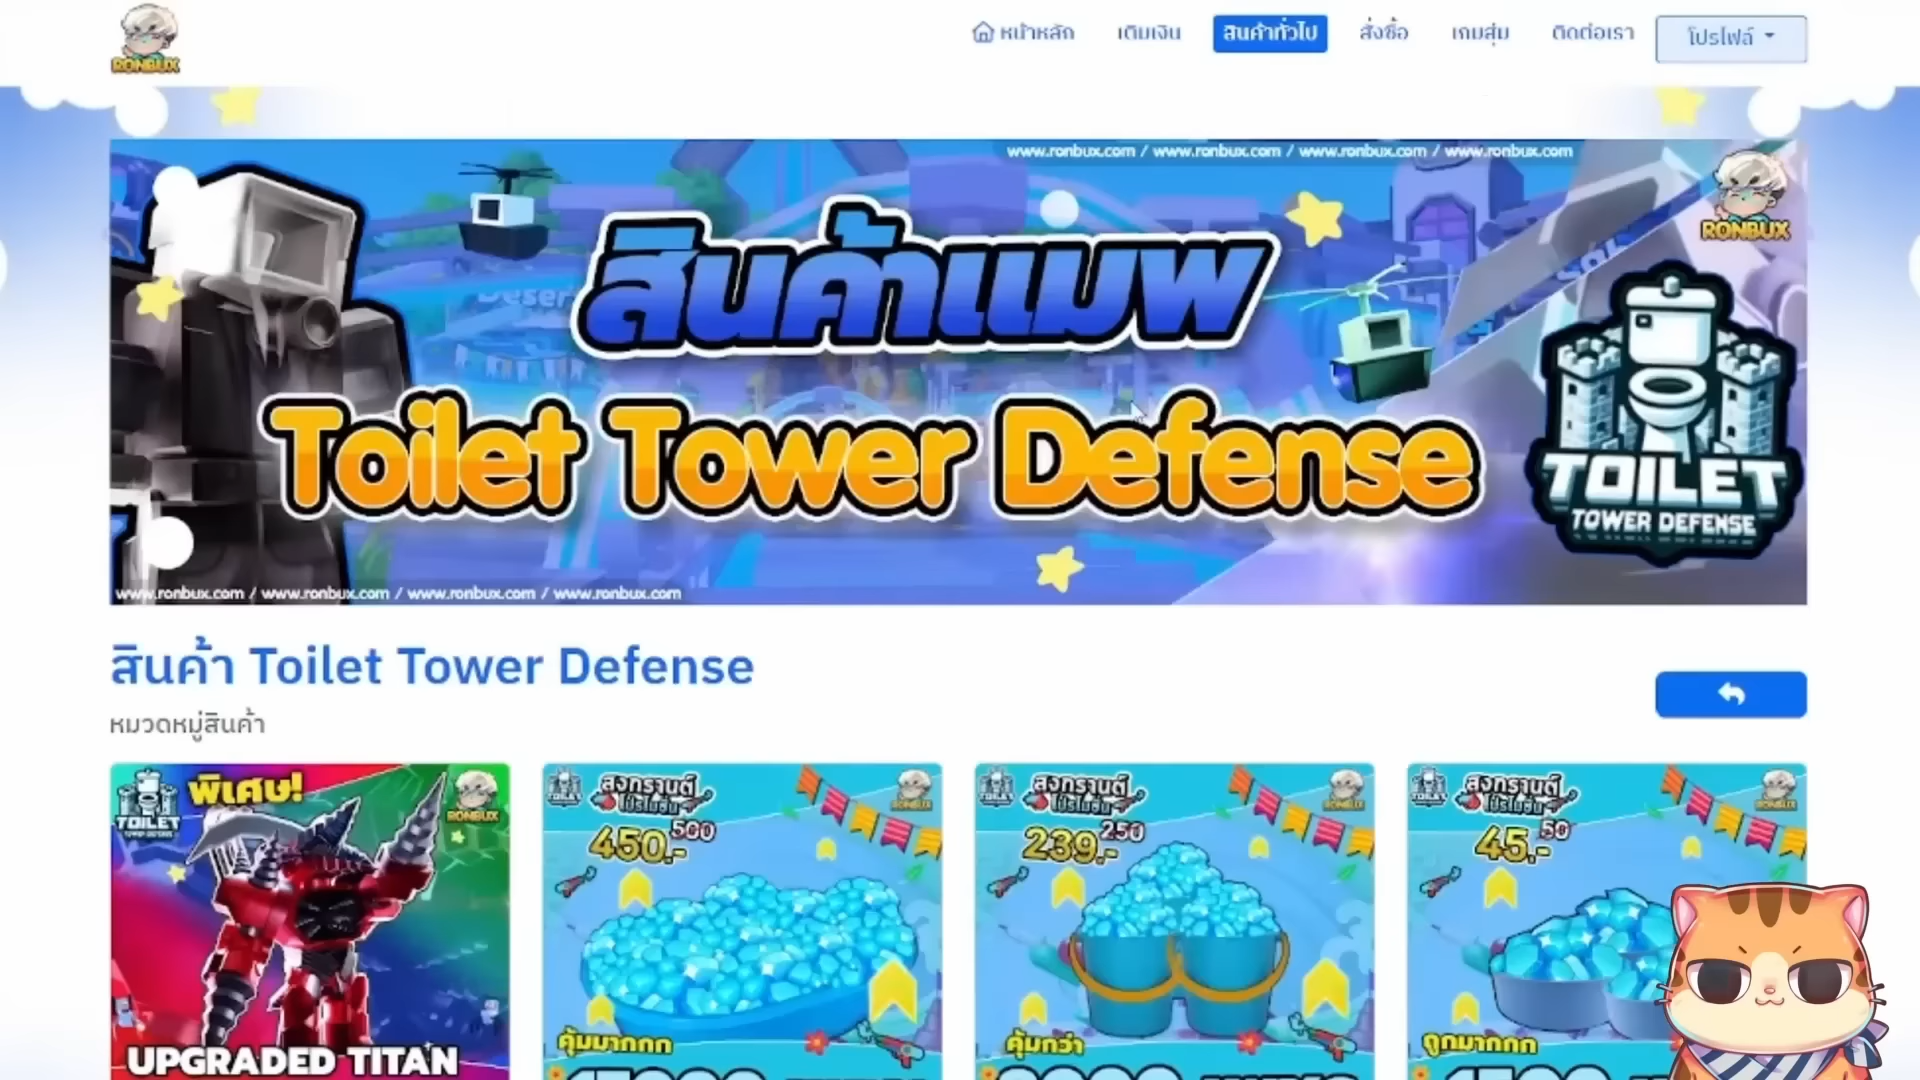 RONBUX
หน้าหลัก
เติมเงิน
สินค้าทั่วไป
สั่งซื้อ
เกมสุ่ม
ติดต่อเรา
โปรไฟล์
www.ronbux.com / www.ronbux.com / www.ronbux.com / www.ronbux.com
RONBUX
สินค้าแมพ
Toilet Tower Defense
TOILET
TOWER DEFENSE
www.ronbux.com / www.ronbux.com / www.ronbux.com / www.ronbux.com
สินค้า Toilet Tower Defense
หมวดหมู่สินค้า
TOILET
TOWER DEFENSE
พิเศษ!
RONBUX
UPGRADED TITAN
TOILET
สงกรานต์
โปรโมชั่น
RONBUX
450.- 500
คุ้มมากกก
TOILET
สงกรานต์
โปรโมชั่น
RONBUX
239.- 250
คุ้มกว่า
TOILET
สงกรานต์
โปรโมชั่น
RONBUX
45.- 50
ถูกมากกก